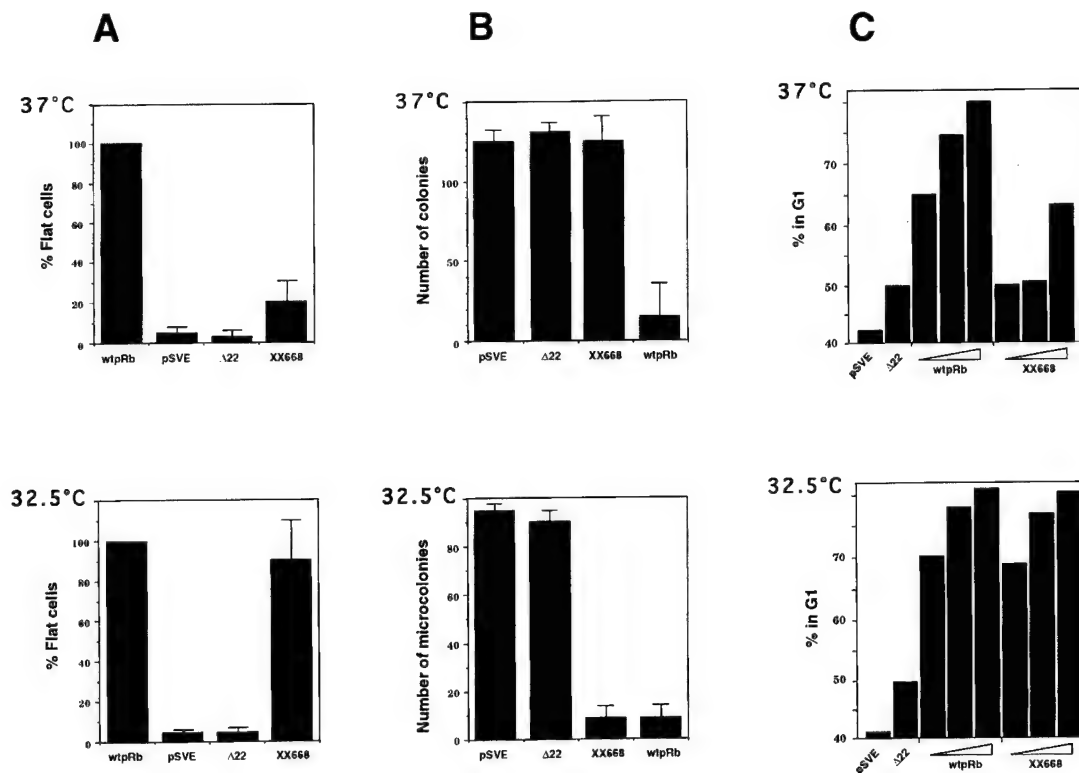 A
B
C
37°C
100
80
60
40
20
0
% Flat cells
wtpRb pSVE Δ22 XX668
37°C
100
50
0
Number of colonies
pSVE Δ22 XX668 wtpRb
37°C
70
60
50
40
% in G1
pSVE Δ22 wtpRb XX668
32.5°C
100
80
60
40
20
0
% Flat cells
wtpRb pSVE Δ22 XX668
32.5°C
80
60
40
20
0
Number of microcolonies
pSVE Δ22 XX668 wtpRb
32.5°C
70
60
50
40
% in G1
eSVE Δ22 wtpRb XX668